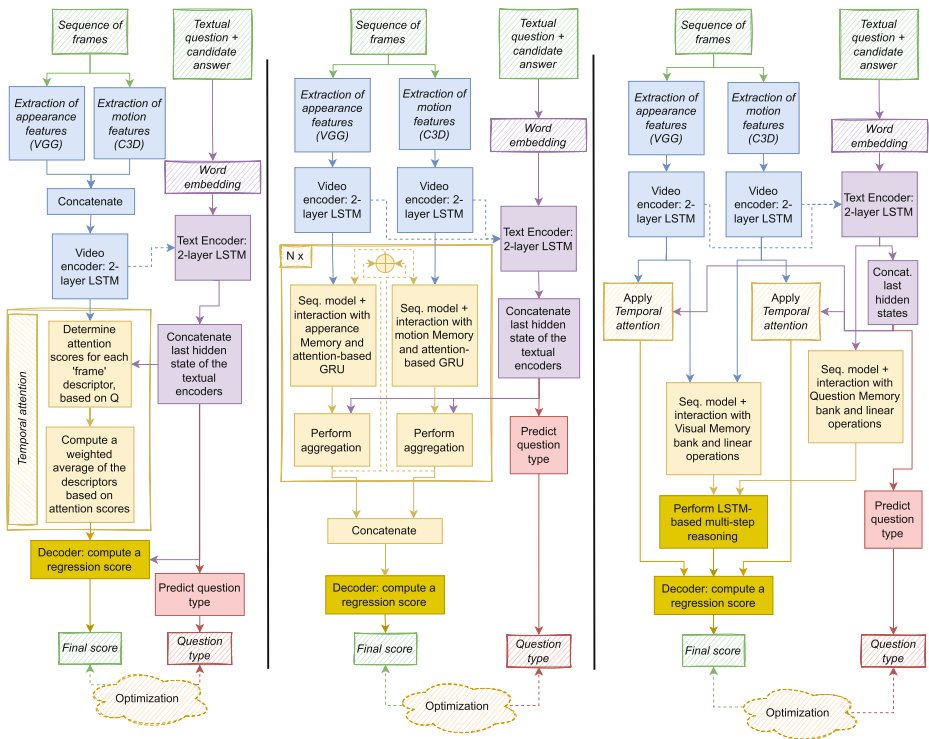 Sequence of
frames
Textual
question +
candidate
answer
Extraction of
appearance
features
(VGG)
Extraction of
motion
features
(C3D)
Word
embedding
Concatenate
Video
encoder: 2-
layer LSTM
Text Encoder:
2-layer LSTM
Temporal attention
Determine
attention
scores for each
'frame'
descriptor,
based on Q
Concatenate
last hidden
state of the
textual
encoders
Compute a
weighted
average of the
descriptors
based on
attention scores
Decoder: compute a
regression score
Predict question
type
Final score
Question
type
Optimization
Sequence of
frames
Textual
question +
candidate
answer
Extraction of
appearance
features
(VGG)
Extraction of
motion
features
(C3D)
Word
embedding
Video
encoder: 2-
layer LSTM
Video
encoder: 2-
layer LSTM
Text Encoder:
2-layer LSTM
N x
Seq. model +
interaction with
apperance
Memory and
attention-based
GRU
Seq. model +
interaction with
motion Memory
and attention-
based GRU
Concatenate
last hidden
state of the
textual
encoders
Perform
aggregation
Perform
aggregation
Predict
question
type
Concatenate
Decoder: compute a
regression score
Final score
Question
type
Optimization
Sequence of
frames
Textual
question +
candidate
answer
Extraction of
appearance
features
(VGG)
Extraction of
motion
features
(C3D)
Word
embedding
Video
encoder: 2-
layer LSTM
Video
encoder: 2-
layer LSTM
Text Encoder:
2-layer LSTM
Apply
Temporal
attention
Apply
Temporal
attention
Concat.
last
hidden
states
Seq. model +
interaction with
Visual Memory
bank and linear
operations
Seq. model +
interaction with
Question Memory
bank and linear
operations
Perform LSTM-
based multi-step
reasoning
Predict
question
type
Decoder: compute a
regression score
Final score
Question
type
Optimization